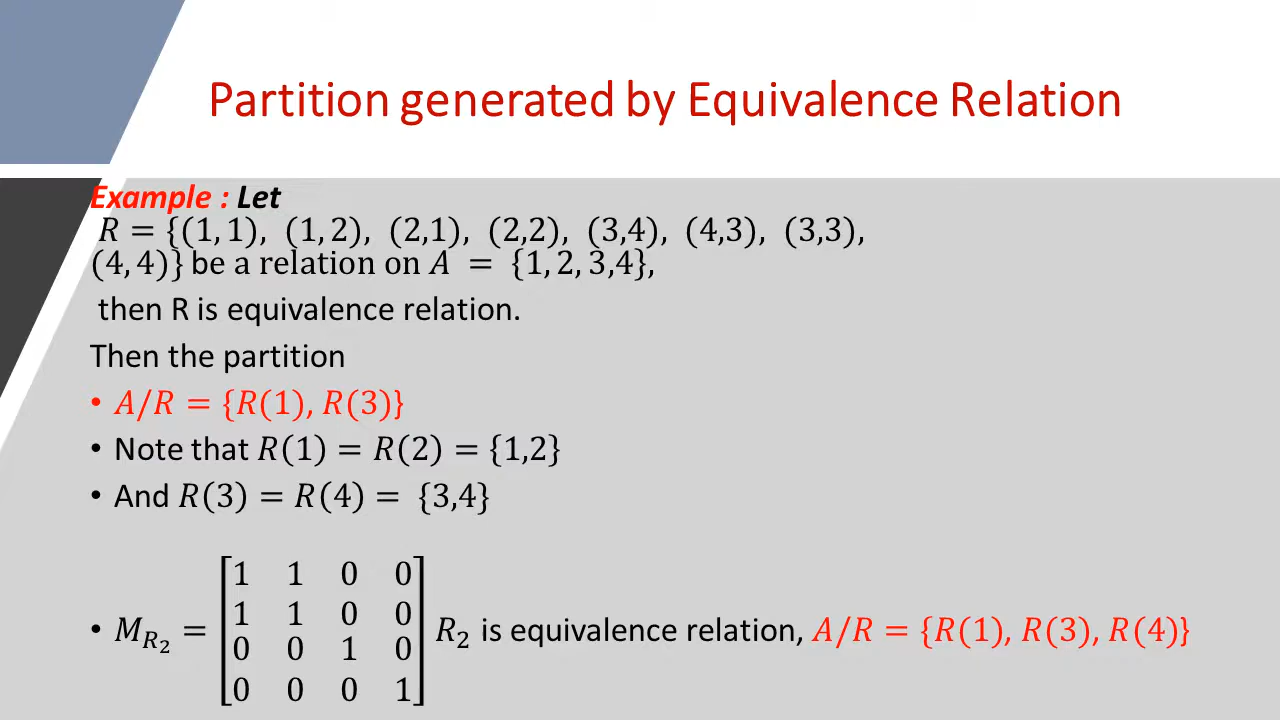 Partition generated by Equivalence Relation
Example : Let
R = {(1, 1), (1, 2), (2,1), (2,2), (3,4), (4,3), (3,3),
(4, 4)} be a relation on A = {1, 2, 3,4},
then R is equivalence relation.
Then the partition
• A/R = {R(1), R(3)}
• Note that R(1) = R(2) = {1,2}
• And R(3) = R(4) = {3,4}
1 1 0 0
1 1 0 0
• M_{R_2} = R_2 is equivalence relation, A/R = {R(1), R(3), R(4)}
0 0 1 0
0 0 0 1